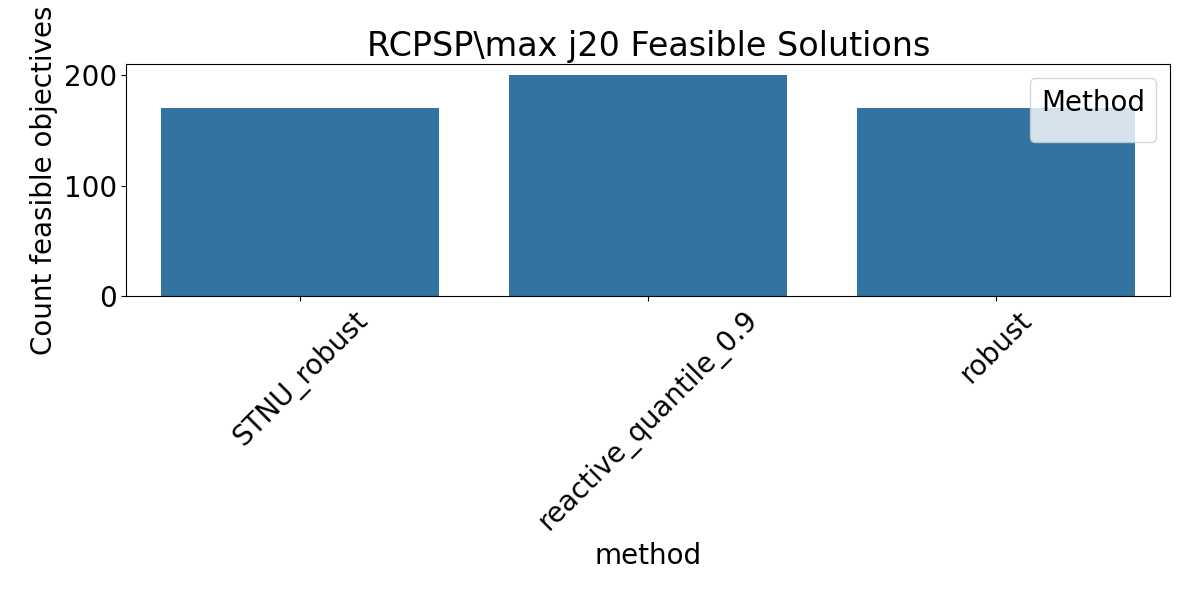 RCPSP\max j20 Feasible Solutions
Count feasible objectives
200
100
0
Method
STNU_robust
reactive_quantile_0.9
robust
method